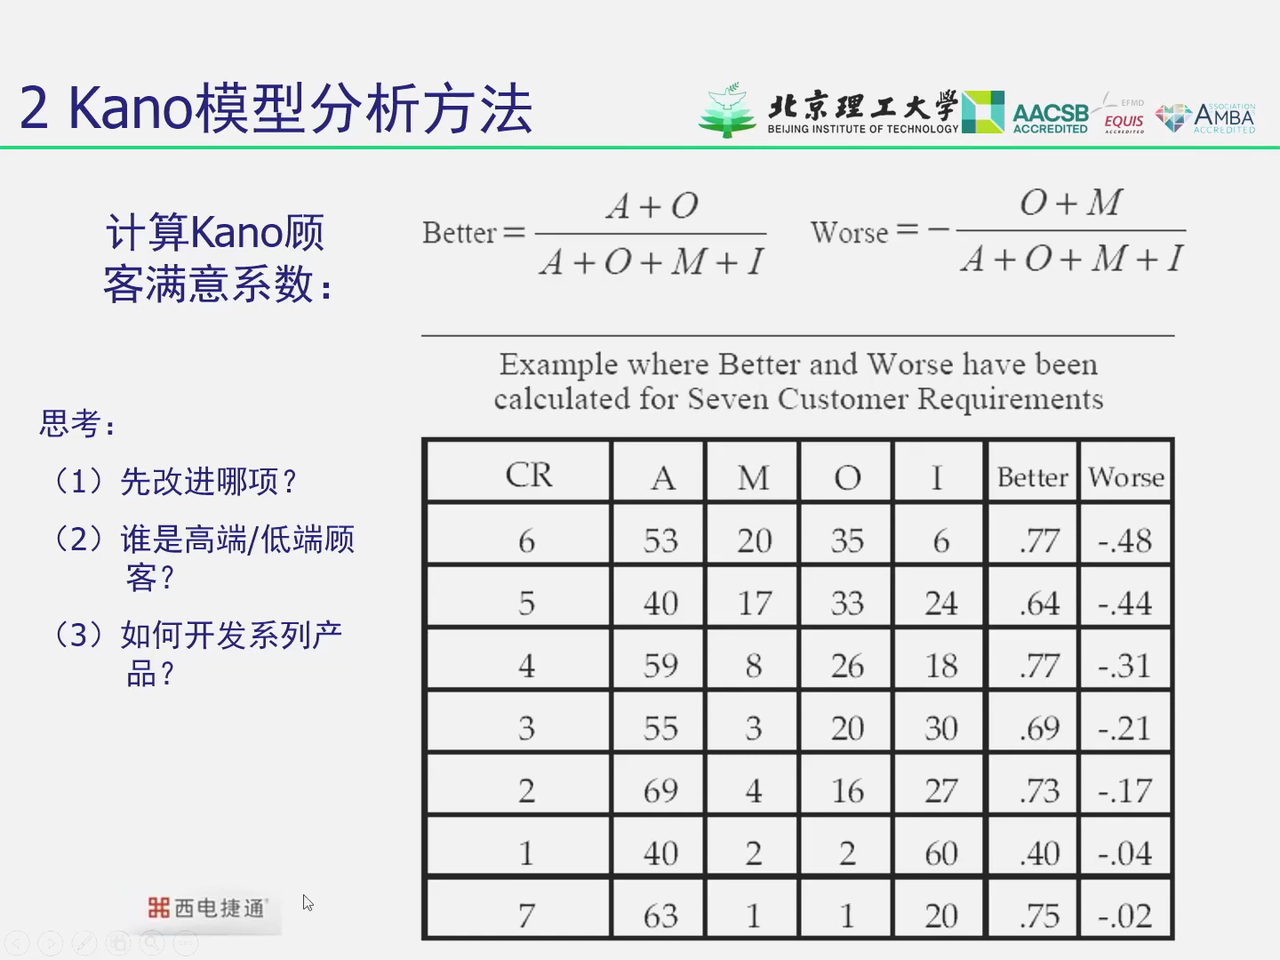 2 Kano模型分析方法
北京理工大學
BEIJING INSTITUTE OF TECHNOLOGY
AACSB
ACCREDITED
EFMD
EQUIS
ACCREDITED
ASSOCIATION
AMBA
ACCREDITED
计算Kano顾
客满意系数：
Better = A + O / A + O + M + I
Worse = − O + M / A + O + M + I
Example where Better and Worse have been
calculated for Seven Customer Requirements
思考：
（1）先改进哪项？
（2）谁是高端/低端顾
客？
（3）如何开发系列产
品？
CR A M O I Better Worse
6 53 20 35 6 .77 -.48
5 40 17 33 24 .64 -.44
4 59 8 26 18 .77 -.31
3 55 3 20 30 .69 -.21
2 69 4 16 27 .73 -.17
1 40 2 2 60 .40 -.04
7 63 1 1 20 .75 -.02
西电捷通